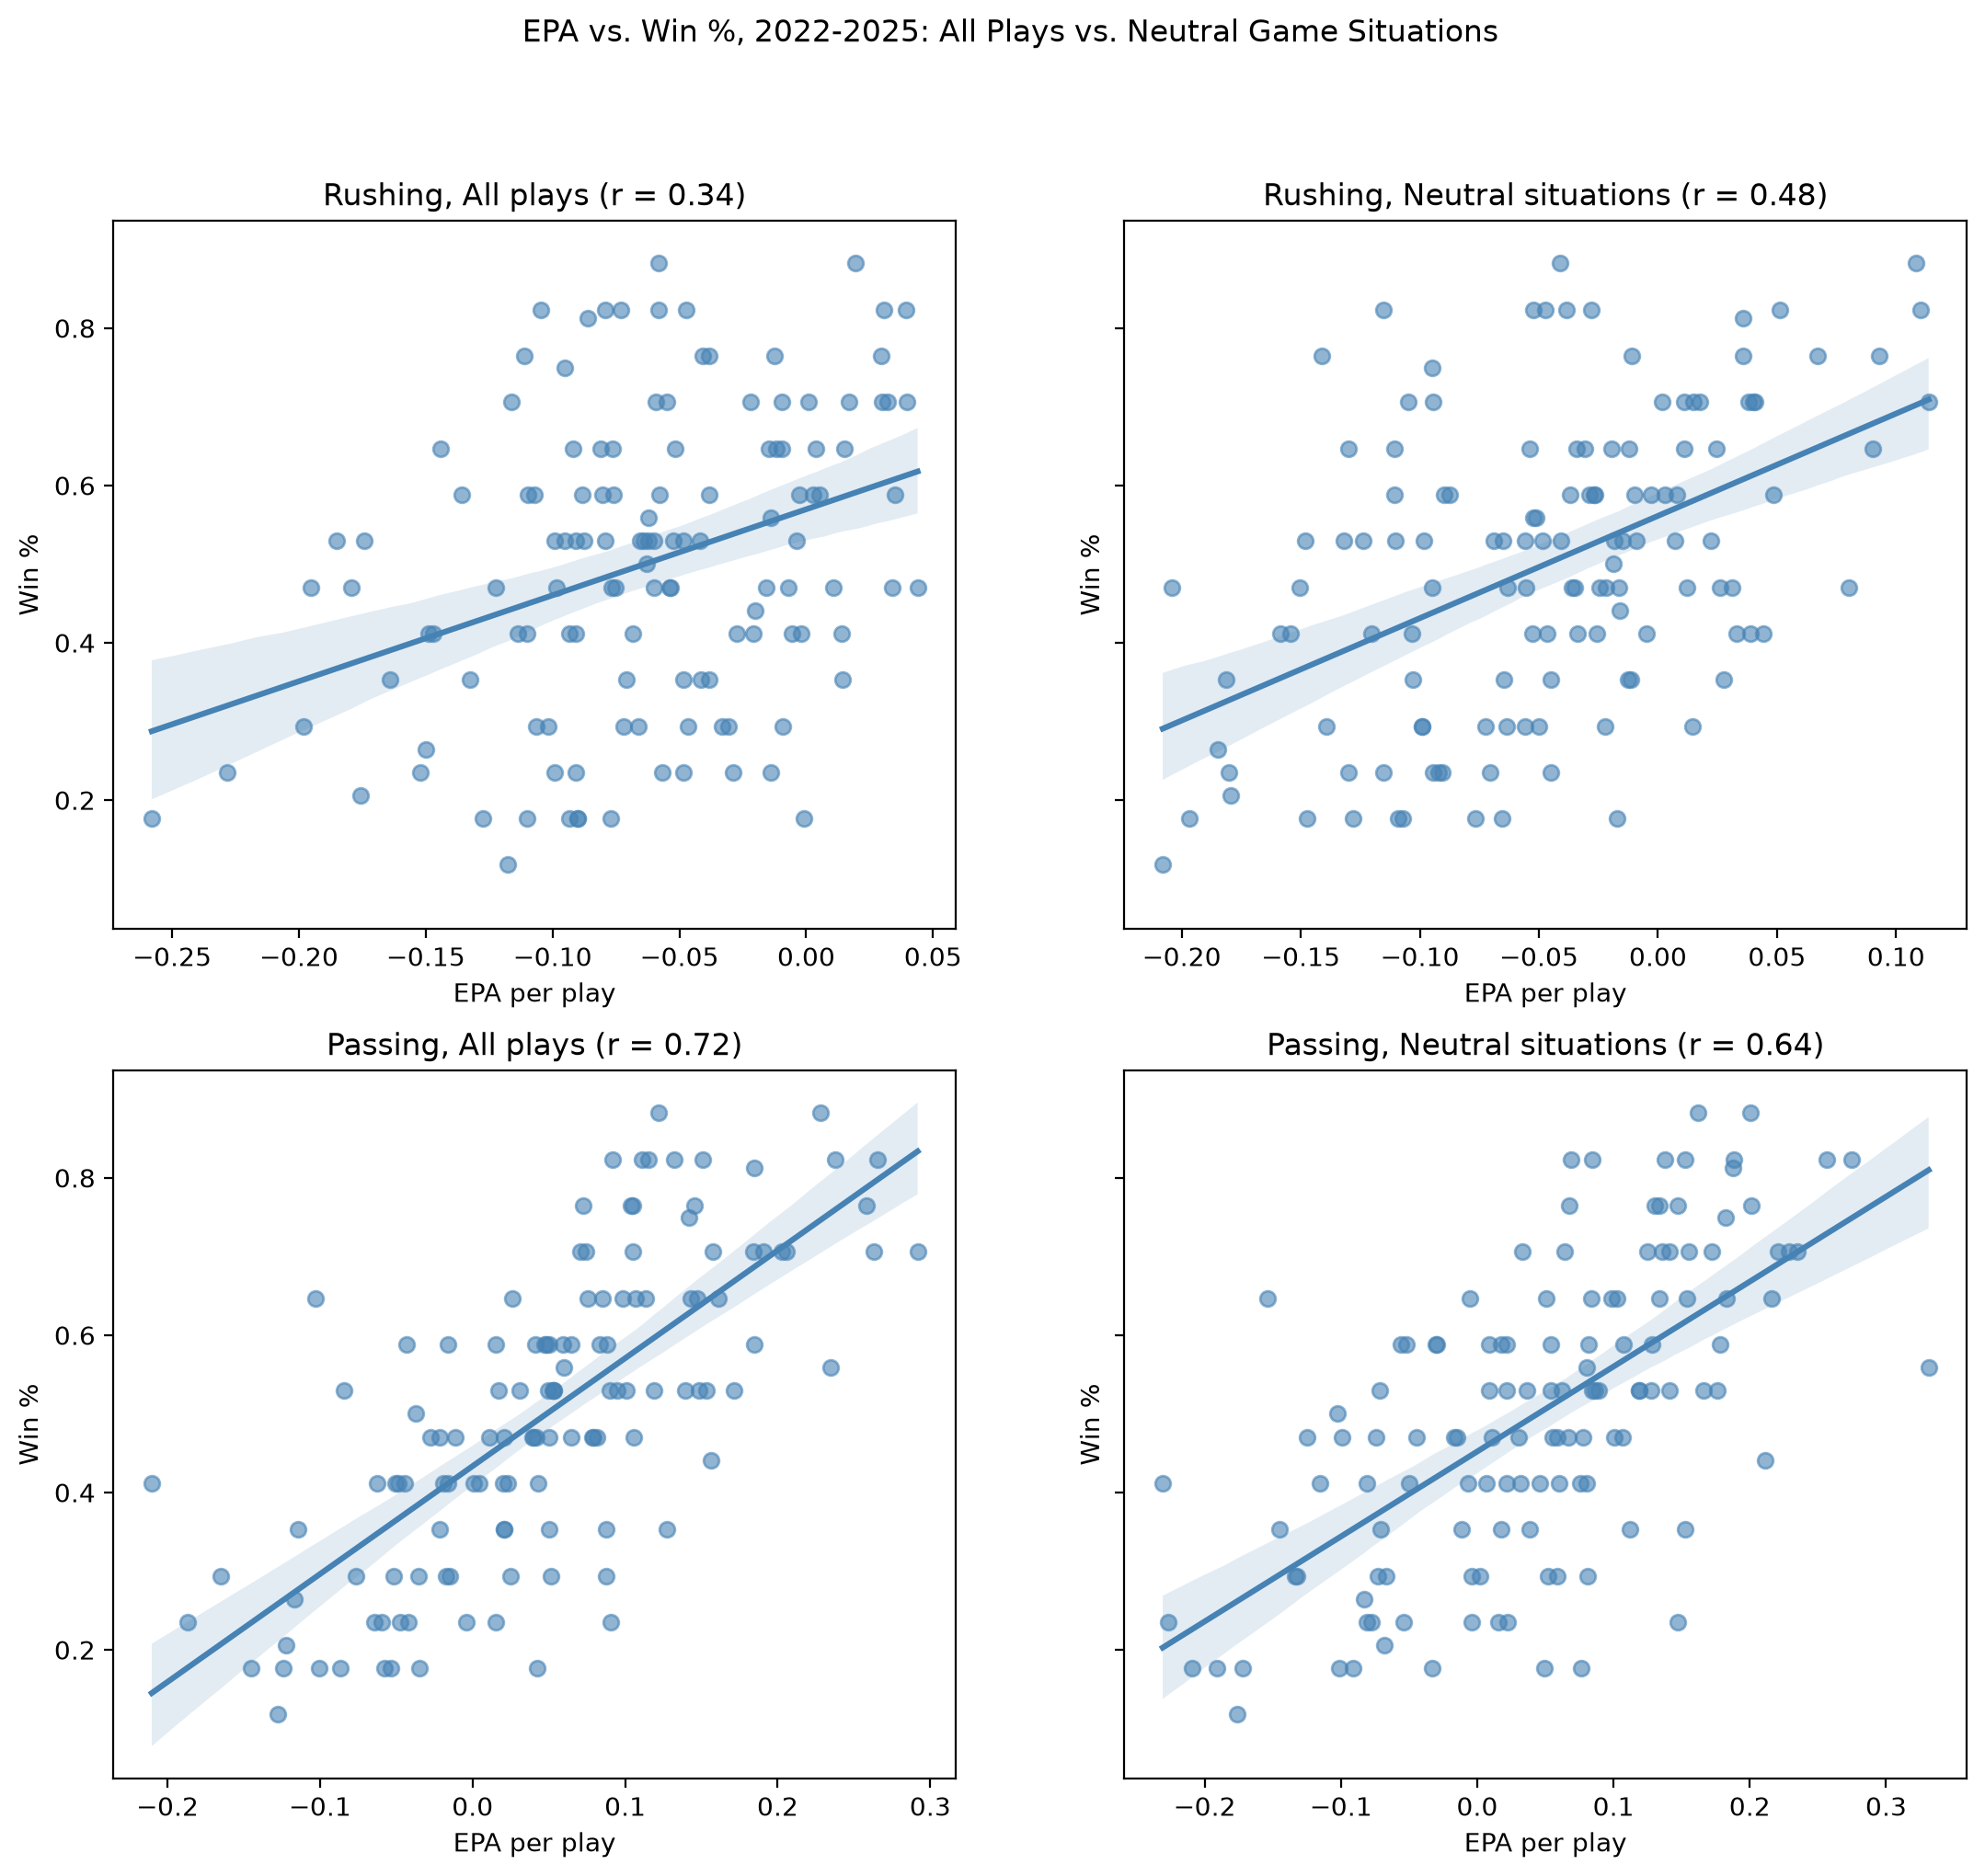 EPA vs. Win %, 2022-2025: All Plays vs. Neutral Game Situations
Rushing, All plays (r = 0.34)
Win %
0.8
0.6
0.4
0.2
−0.25 −0.20 −0.15 −0.10 −0.05 0.00 0.05
EPA per play
Rushing, Neutral situations (r = 0.48)
Win %
−0.20 −0.15 −0.10 −0.05 0.00 0.05 0.10
EPA per play
Passing, All plays (r = 0.72)
Win %
0.8
0.6
0.4
0.2
−0.2 −0.1 0.0 0.1 0.2 0.3
EPA per play
Passing, Neutral situations (r = 0.64)
Win %
−0.2 −0.1 0.0 0.1 0.2 0.3
EPA per play